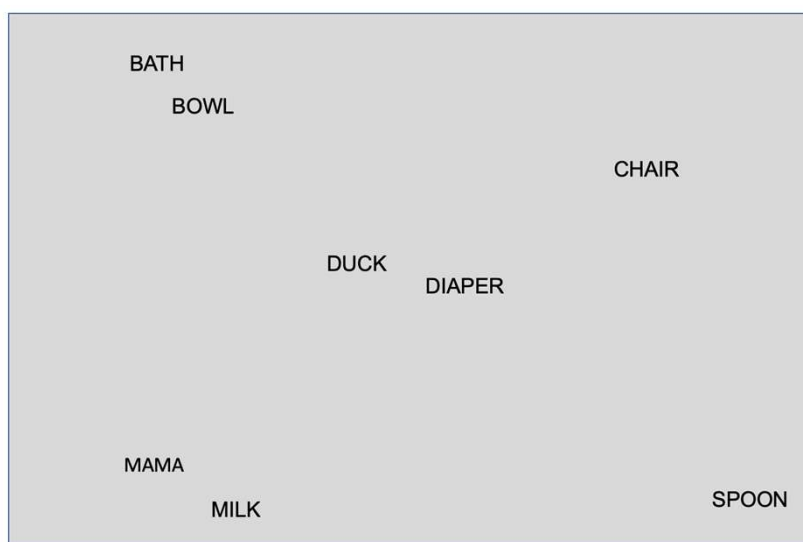 BATH
BOWL
CHAIR
DUCK
DIAPER
MAMA
SPOON
MILK